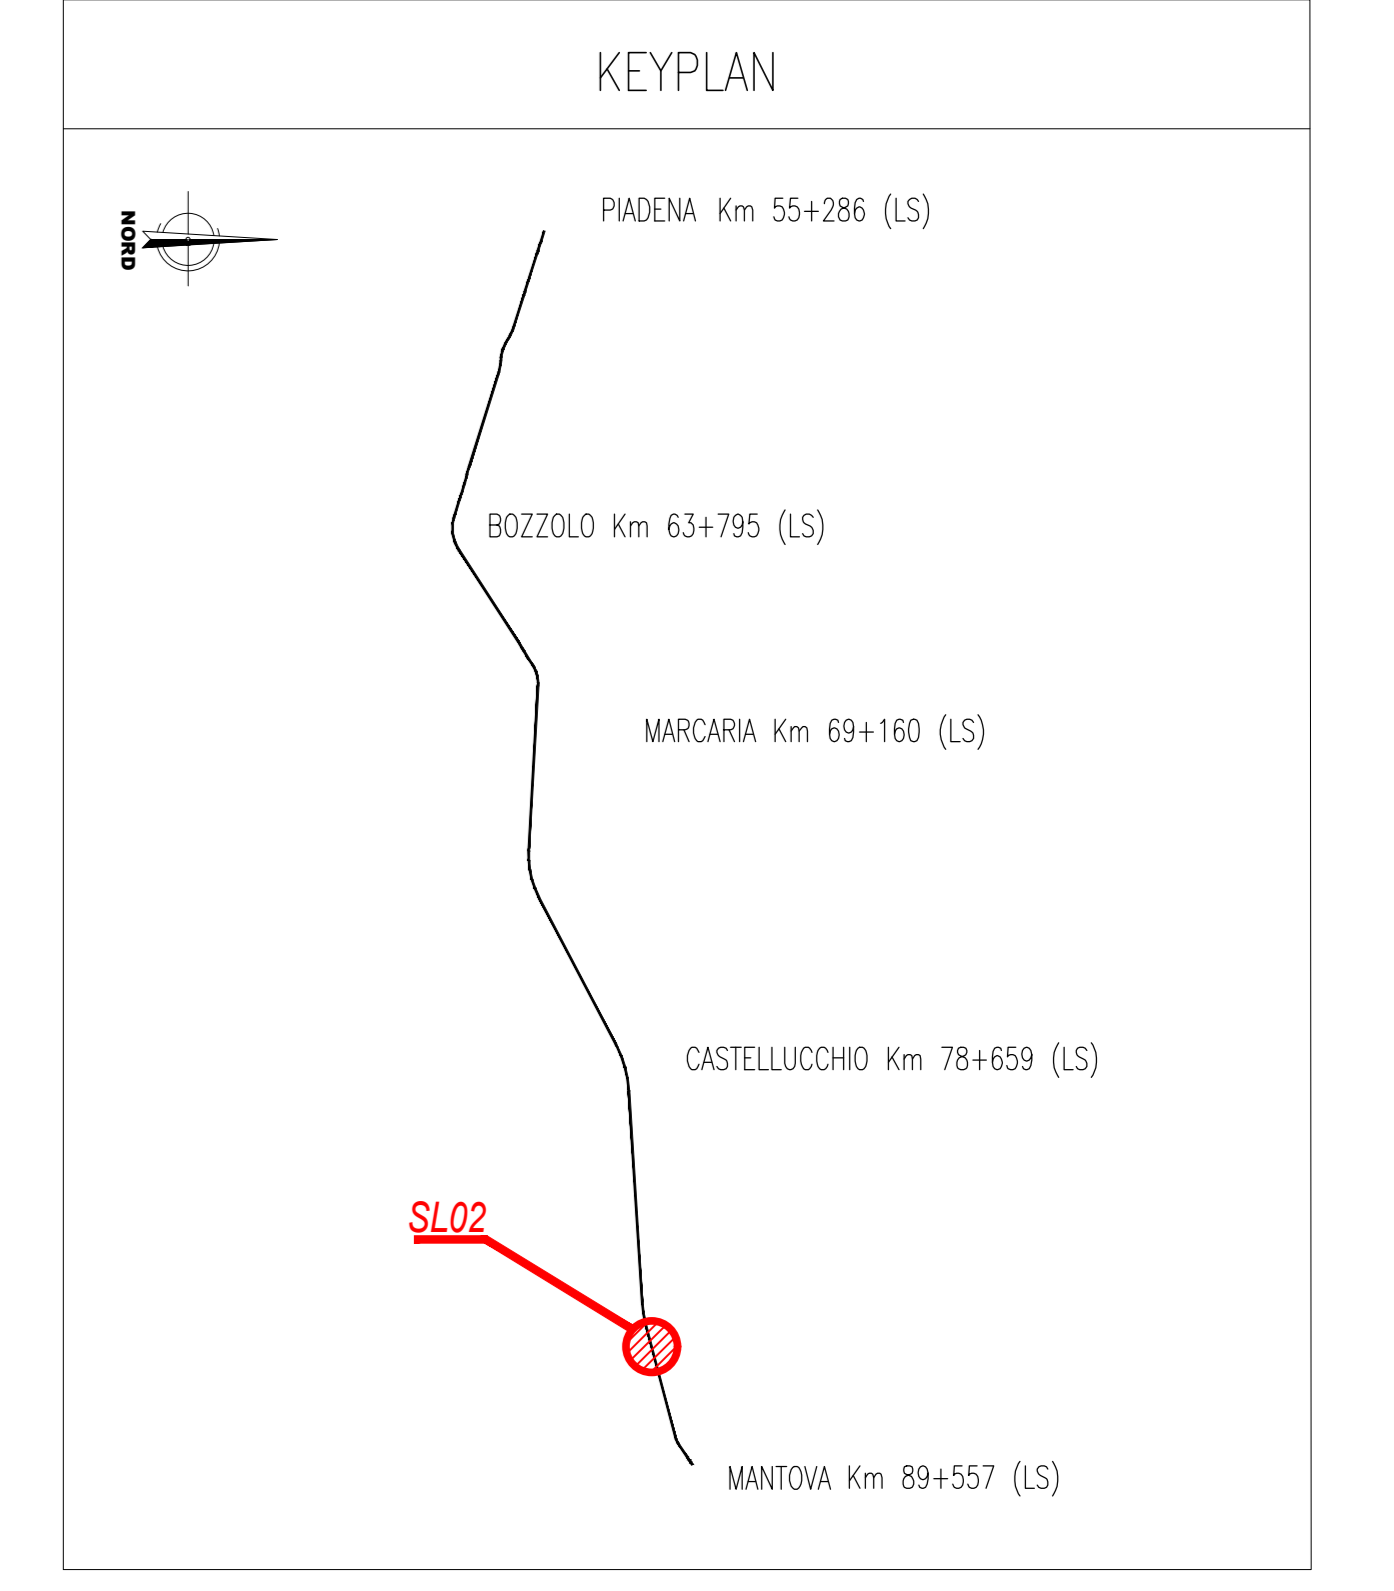 KEYPLAN
NORD
PIADENA Km 55+286 (LS)
BOZZOLO Km 63+795 (LS)
MARCARIA Km 69+160 (LS)
CASTELLUCCHIO Km 78+659 (LS)
SL02
MANTOVA Km 89+557 (LS)